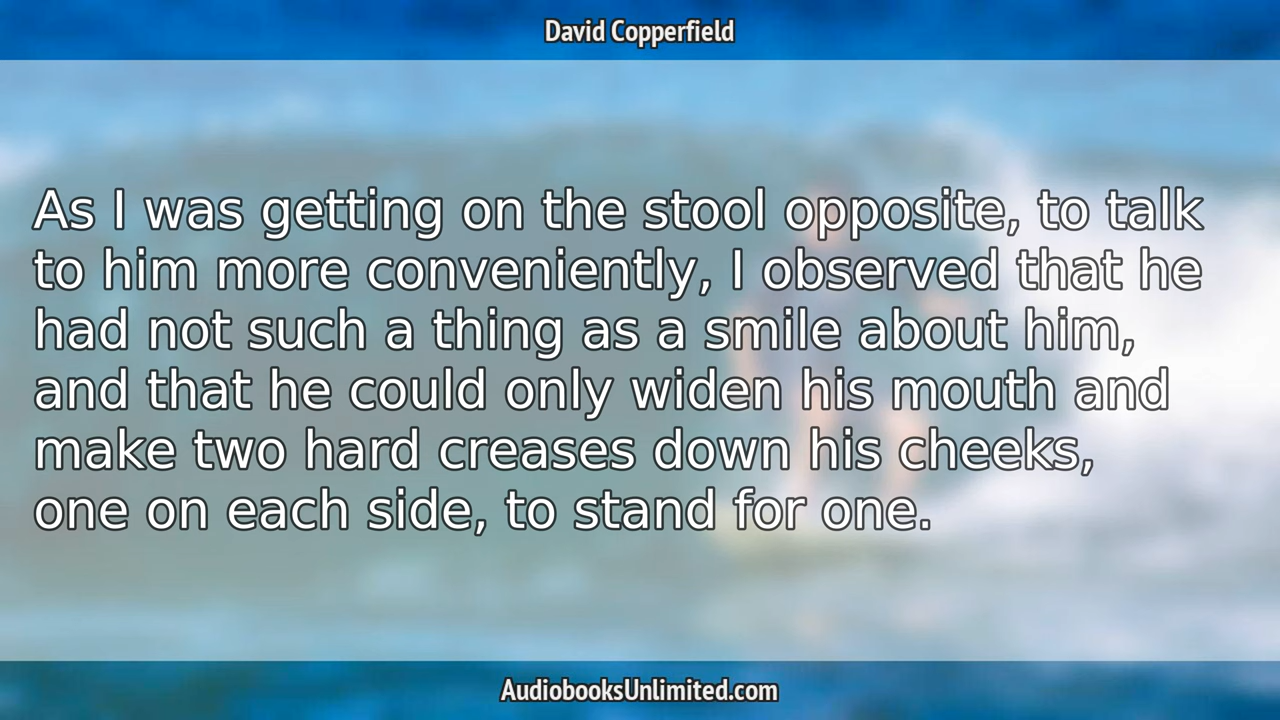 David Copperfield
As I was getting on the stool opposite, to talk
to him more conveniently, I observed that he
had not such a thing as a smile about him,
and that he could only widen his mouth and
make two hard creases down his cheeks,
one on each side, to stand for one.
AudiobooksUnlimited.com